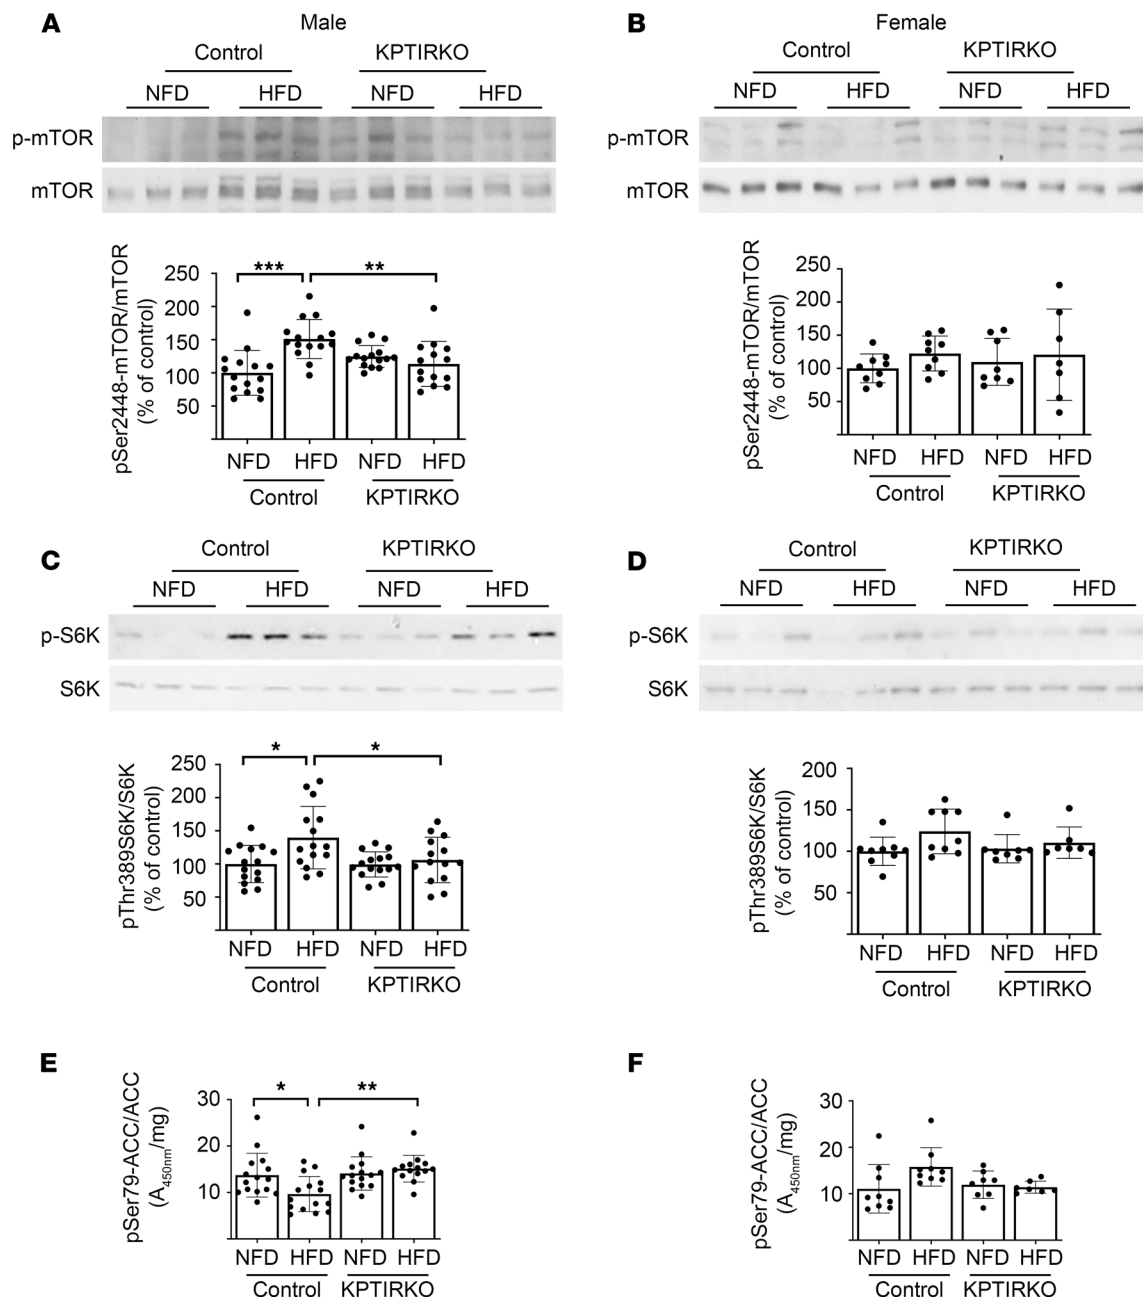 A
Male
Control
KPTIRKO
NFD
HFD
NFD
HFD
p-mTOR
mTOR
pSer2448-mTOR/mTOR
(% of control)
250
200
150
100
50
***
**
NFD
HFD
NFD
HFD
Control
KPTIRKO
B
Female
Control
KPTIRKO
NFD
HFD
NFD
HFD
p-mTOR
mTOR
pSer2448-mTOR/mTOR
(% of control)
250
200
150
100
50
NFD
HFD
NFD
HFD
Control
KPTIRKO
C
Control
KPTIRKO
NFD
HFD
NFD
HFD
p-S6K
S6K
pThr389S6K/S6K
(% of control)
250
200
150
100
50
*
*
NFD
HFD
NFD
HFD
Control
KPTIRKO
D
Control
KPTIRKO
NFD
HFD
NFD
HFD
p-S6K
S6K
pThr389S6K/S6K
(% of control)
200
150
100
50
NFD
HFD
NFD
HFD
Control
KPTIRKO
E
pSer79-ACC/ACC
(A450nm/mg)
30
20
10
*
**
NFD
HFD
NFD
HFD
Control
KPTIRKO
F
pSer79-ACC/ACC
(A450nm/mg)
30
20
10
NFD
HFD
NFD
HFD
Control
KPTIRKO